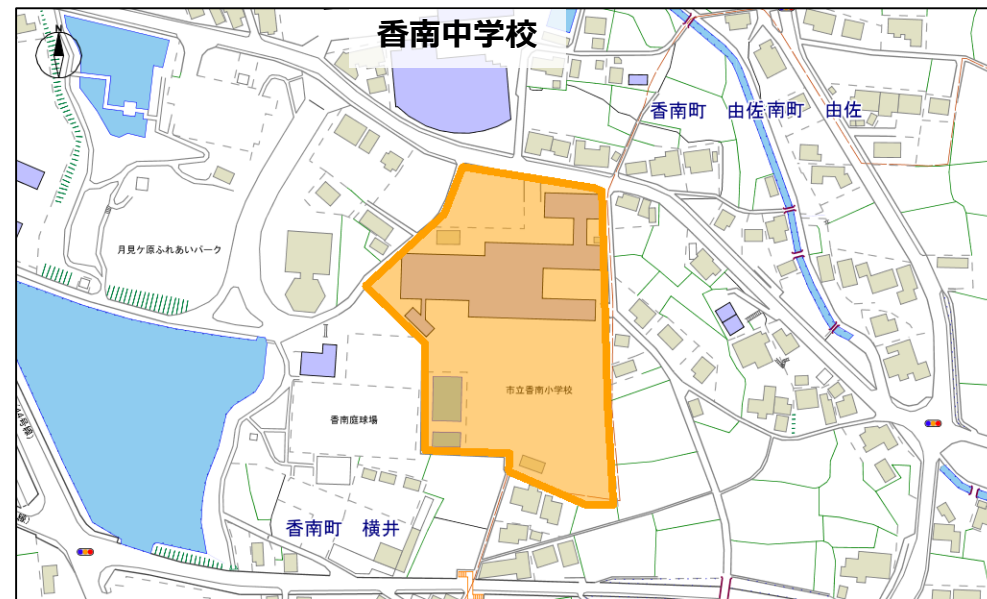 香南中学校
N
香南町 由佐
南町 由佐
月見ケ原ふれあいパーク
市立香南小学校
香南庭球場
香南町 横井